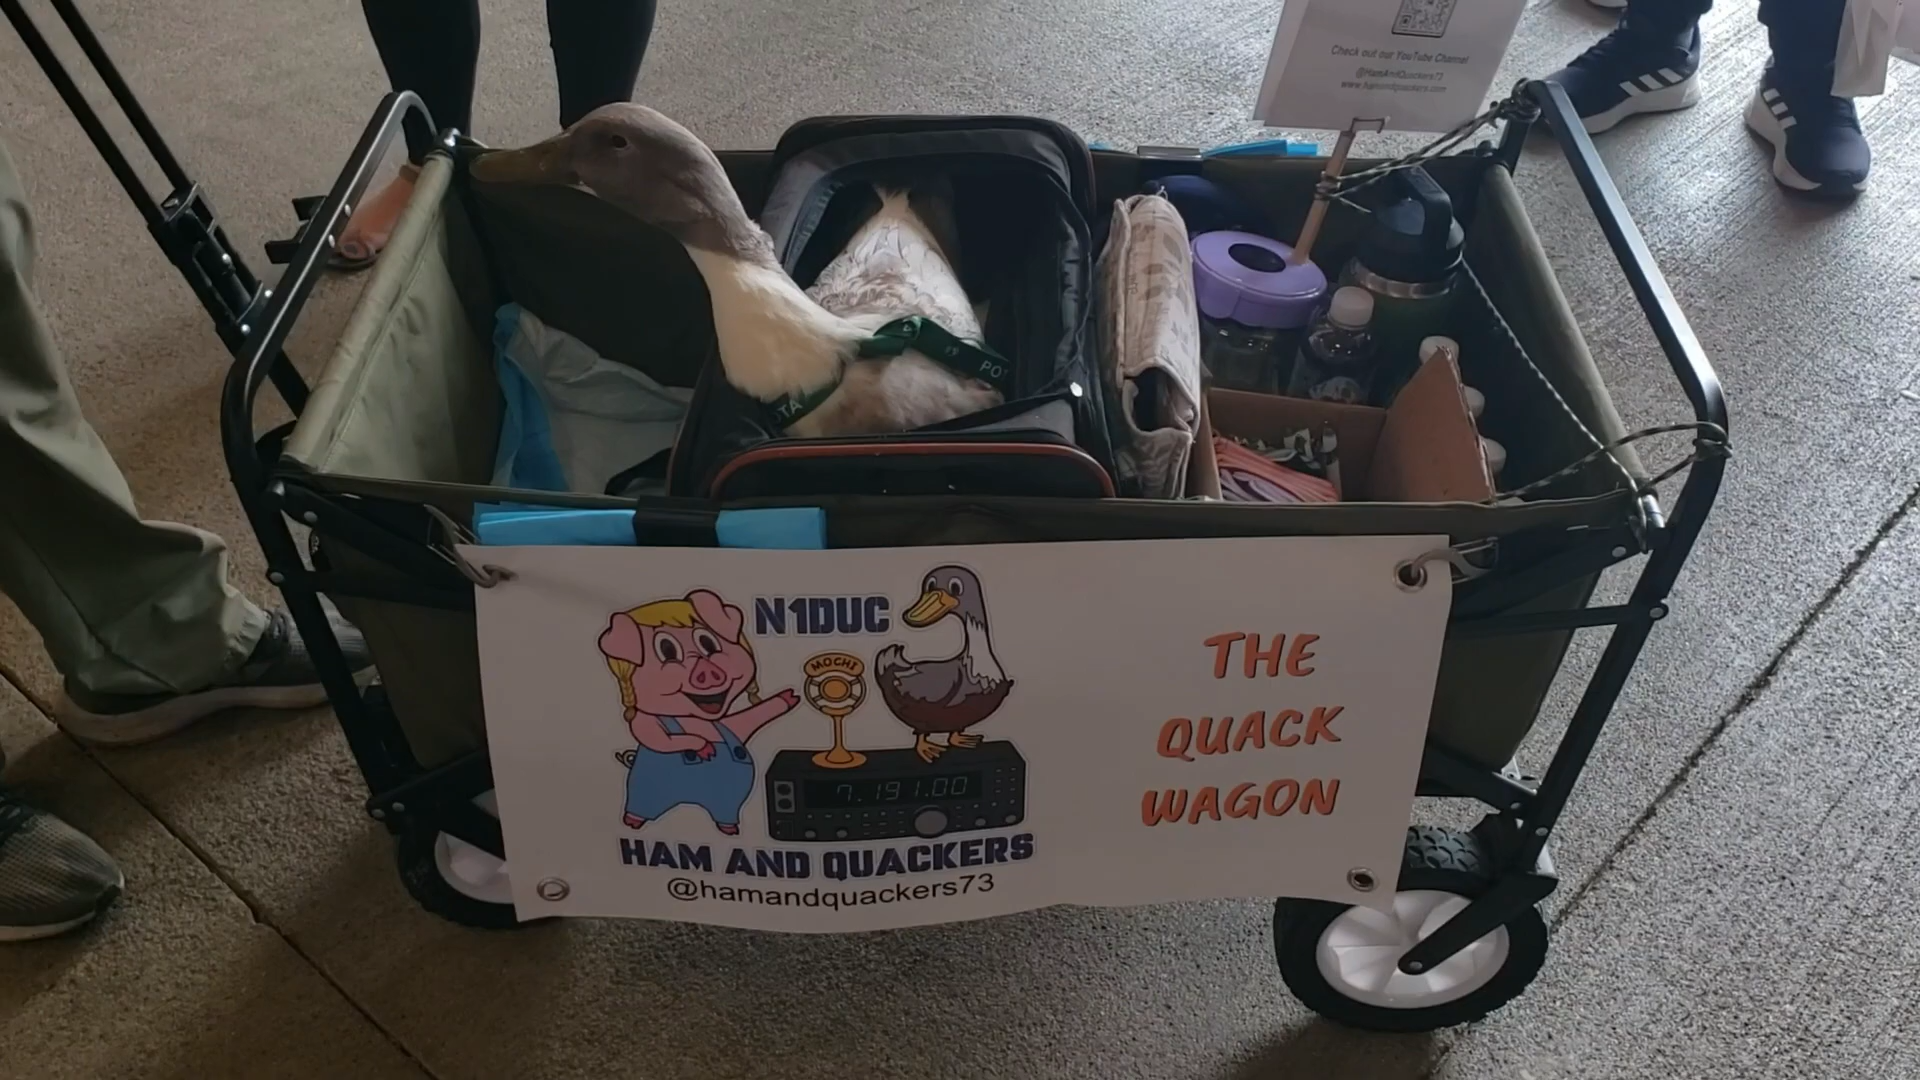 Check out our YouTube Channel
@HamAndQuackers73
www.hamandquackers.com
POTA
N1DUC
MOCHI
7.191.00
HAM AND QUACKERS
@hamandquackers73
THE
QUACK
WAGON